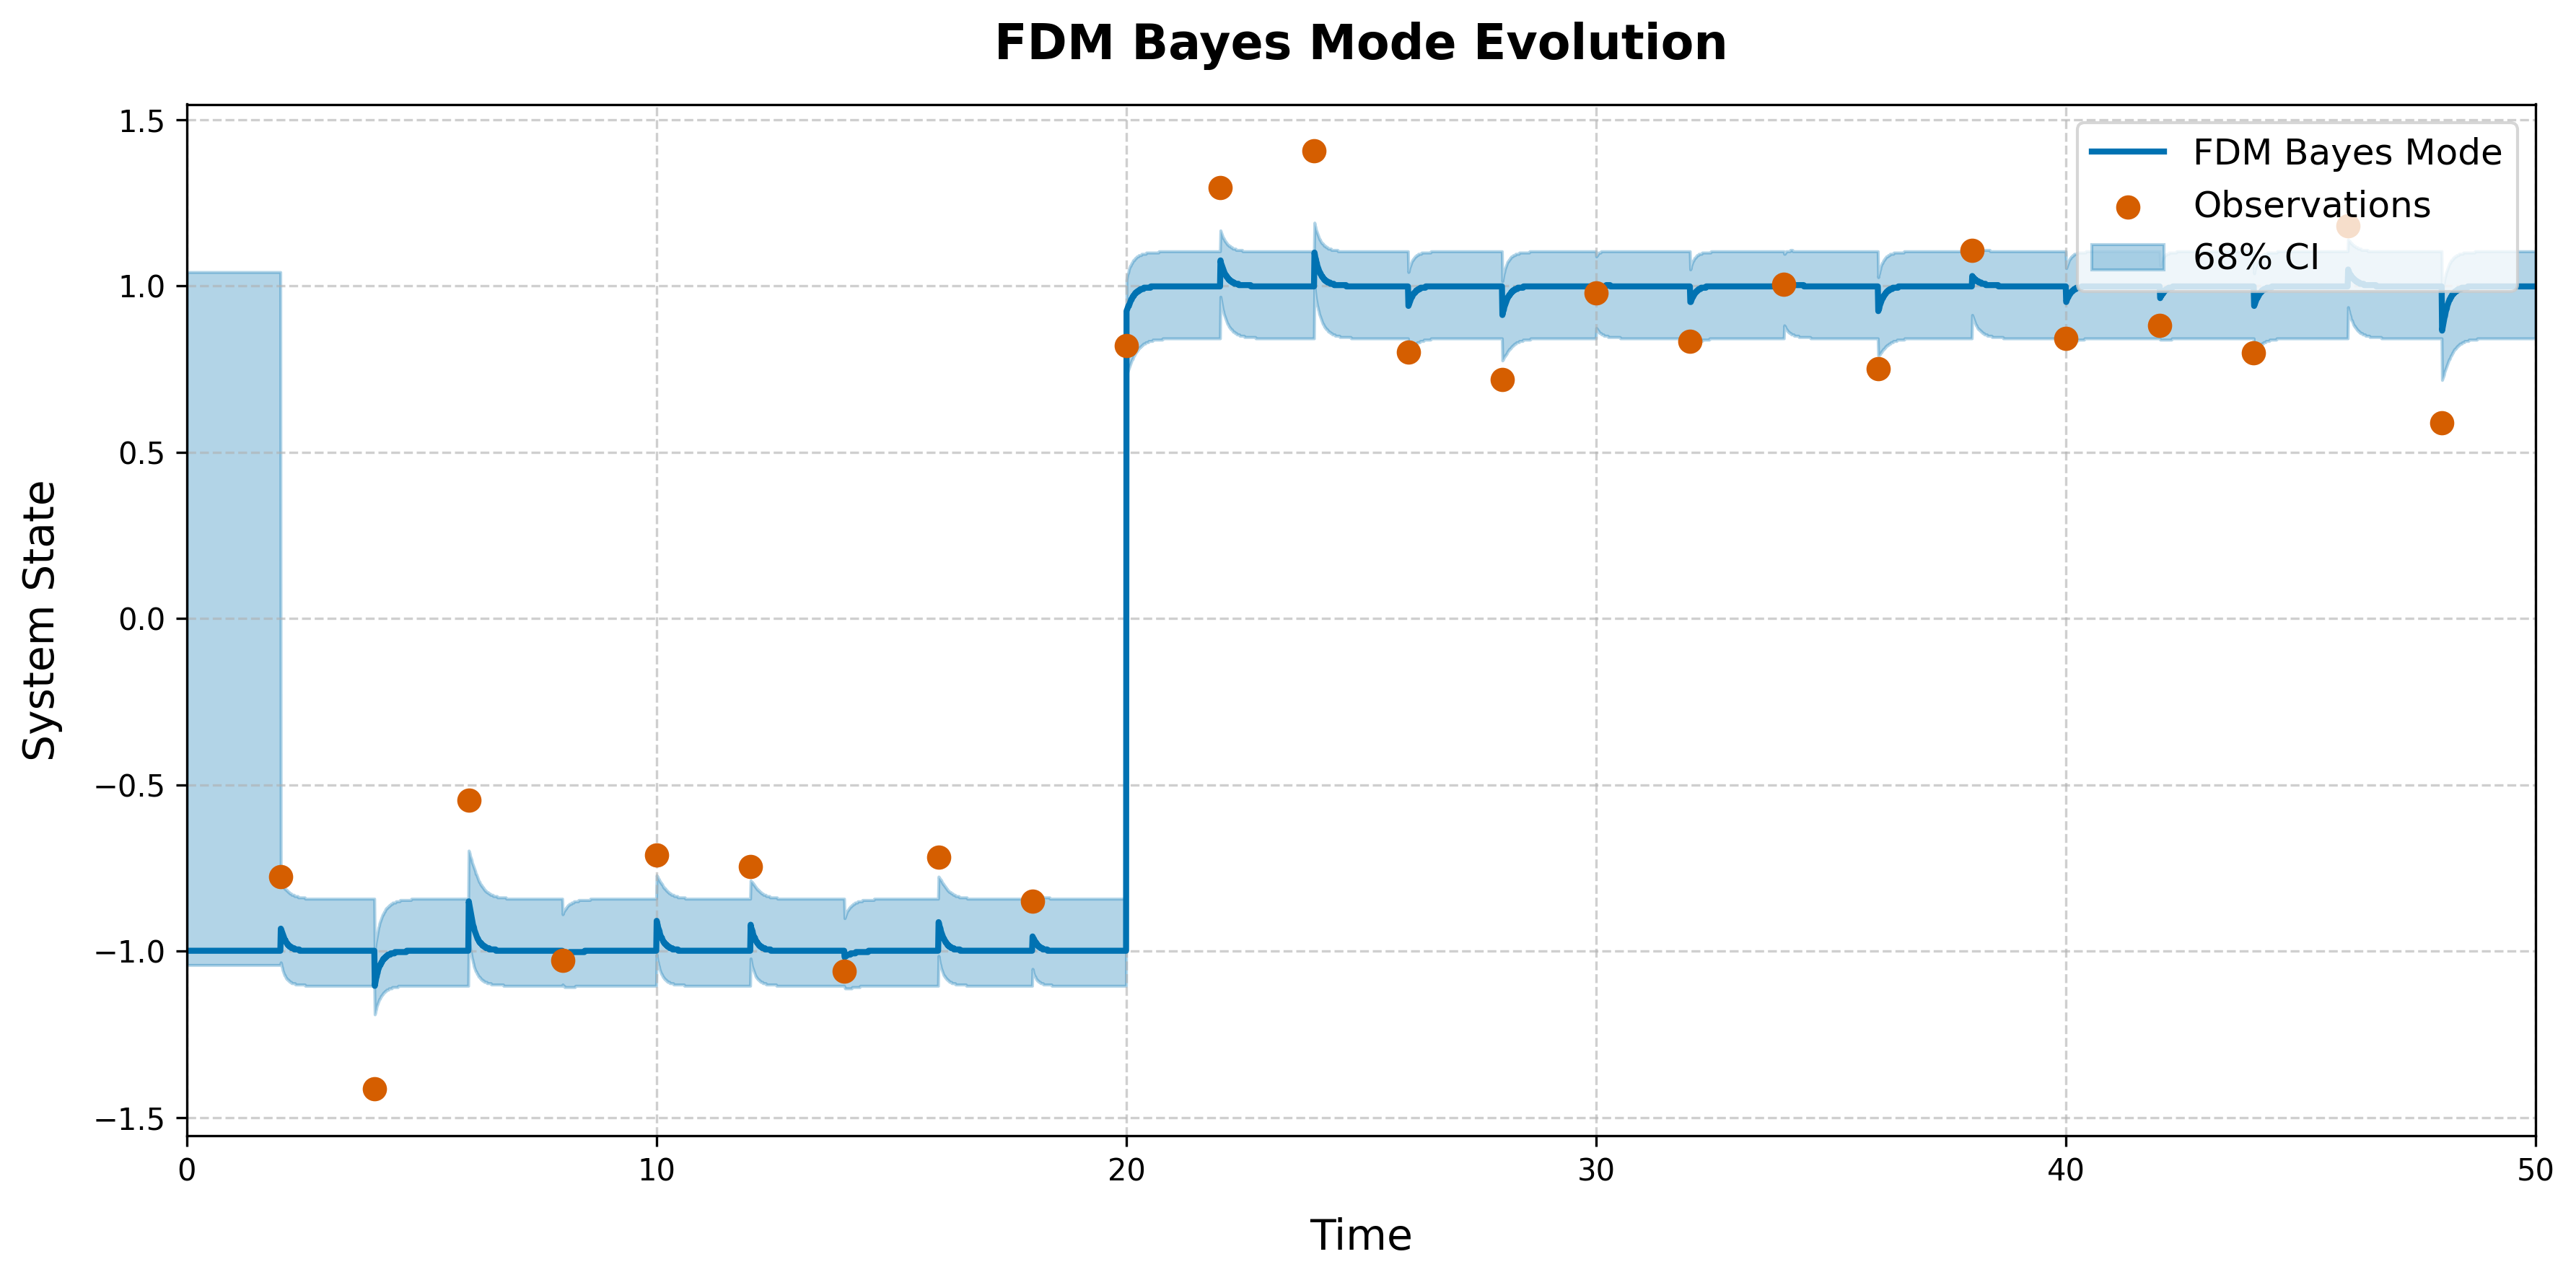 FDM Bayes Mode Evolution
1.5
1.0
0.5
0.0
−0.5
−1.0
−1.5
System State
FDM Bayes Mode
Observations
68% CI
0
10
20
30
40
50
Time